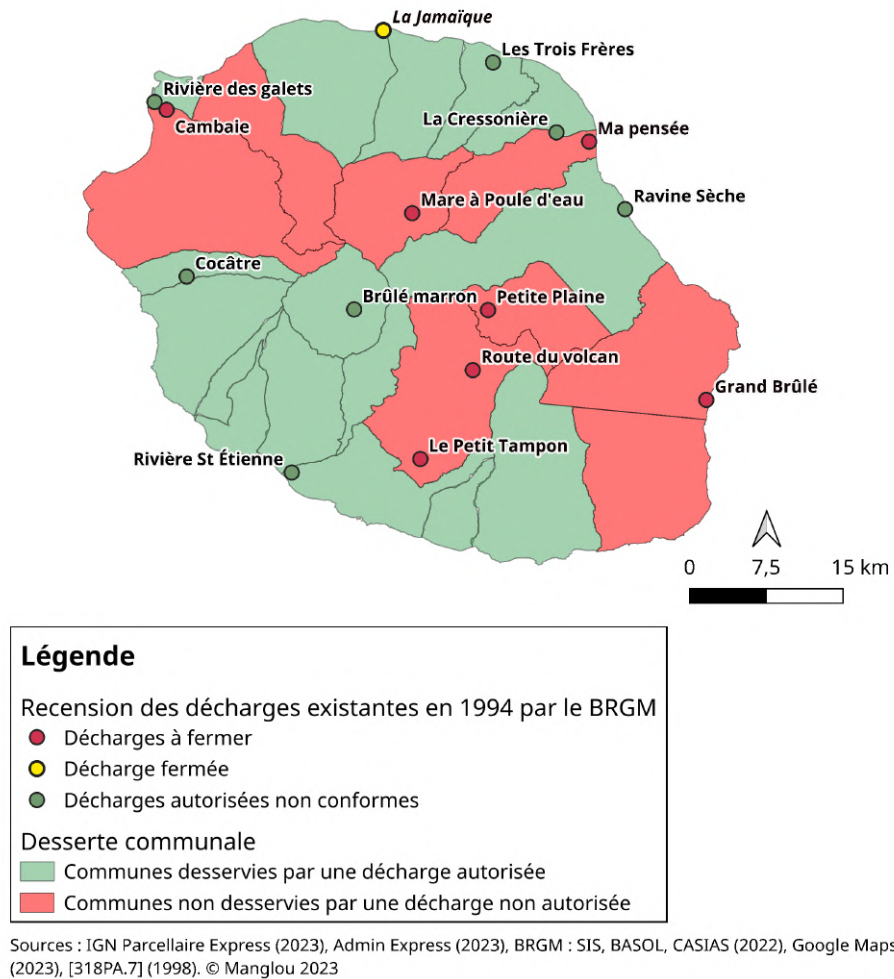 La Jamaïque
Les Trois Frères
Rivière des galets
Cambaie
La Cressonière
Ma pensée
Mare à Poule d'eau
Ravine Sèche
Cocâtre
Brûlé marron
Petite Plaine
Route du volcan
Grand Brûlé
Le Petit Tampon
Rivière St Étienne
0 7,5 15 km
Légende
Recension des décharges existantes en 1994 par le BRGM
Décharges à fermer
Décharge fermée
Décharges autorisées non conformes
Desserte communale
Communes desservies par une décharge autorisée
Communes non desservies par une décharge non autorisée
Sources : IGN Parcellaire Express (2023), Admin Express (2023), BRGM : SIS, BASOL, CASIAS (2022), Google Maps
(2023), [318PA.7] (1998). © Manglou 2023